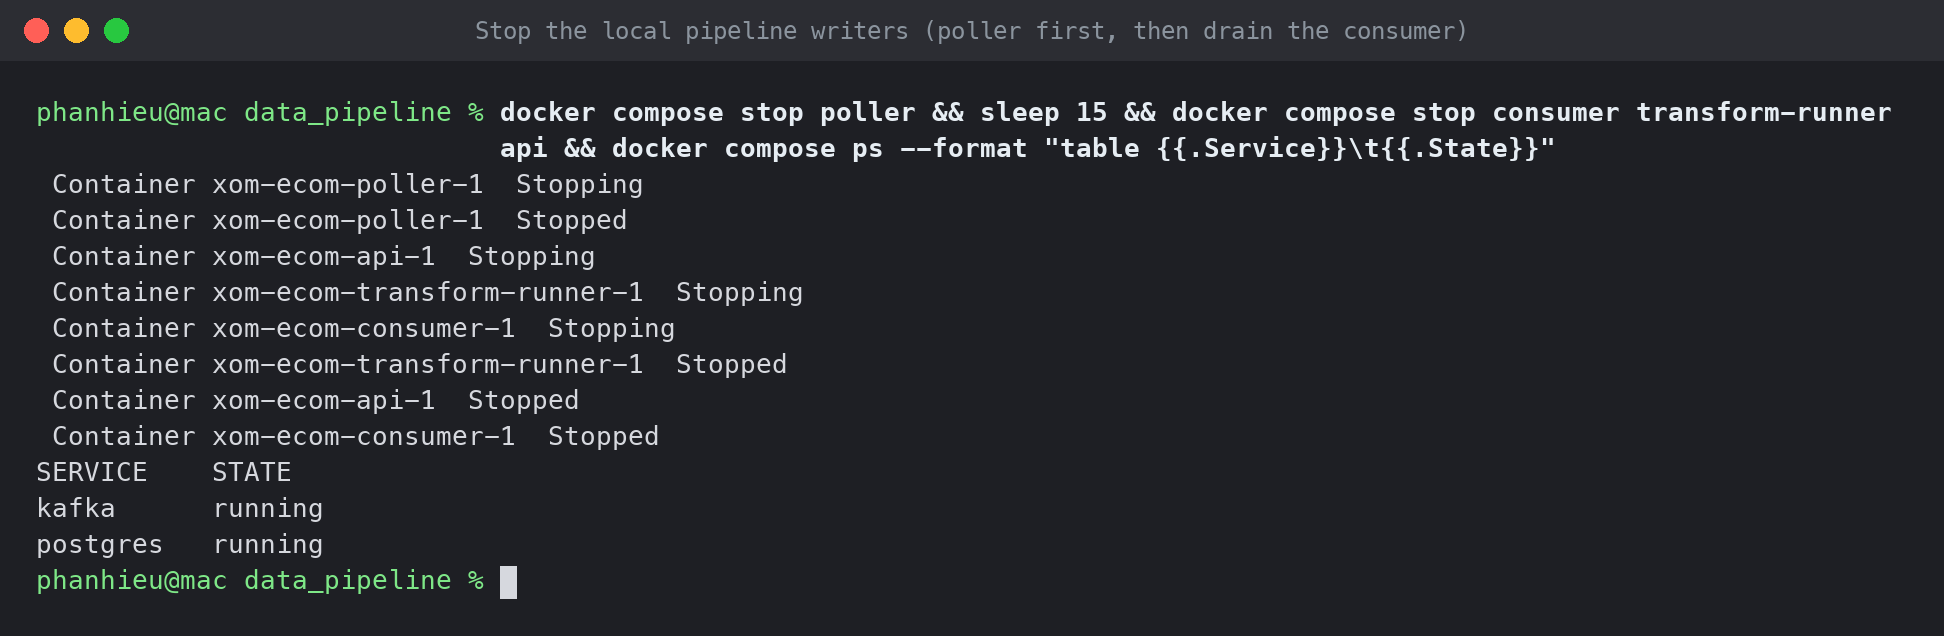 Stop the local pipeline writers (poller first, then drain the consumer)
phanhieu@mac data_pipeline % docker compose stop poller && sleep 15 && docker compose stop consumer transform-runner
api && docker compose ps --format "table {{.Service}}\t{{.State}}"
Container xom-ecom-poller-1  Stopping
Container xom-ecom-poller-1  Stopped
Container xom-ecom-api-1  Stopping
Container xom-ecom-transform-runner-1  Stopping
Container xom-ecom-consumer-1  Stopping
Container xom-ecom-transform-runner-1  Stopped
Container xom-ecom-api-1  Stopped
Container xom-ecom-consumer-1  Stopped
SERVICE    STATE
kafka      running
postgres   running
phanhieu@mac data_pipeline %